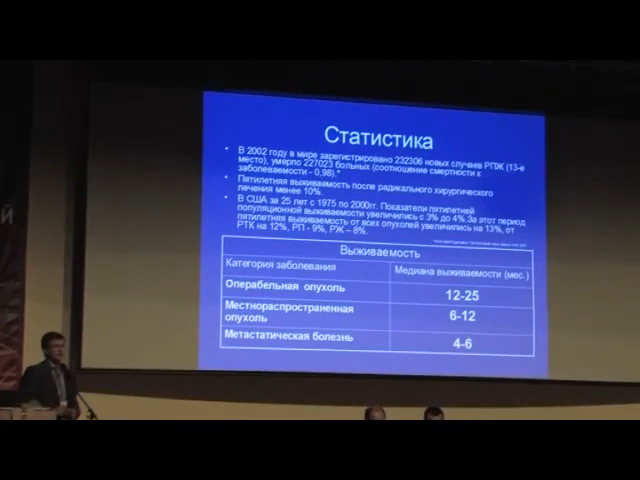 Статистика
В 2002 году в мире зарегистрировано 232306 новых случаев РПЖ (13-е
место), умерло 227023 больных (соотношение смертности к
заболеваемости - 0,98).*
Пятилетняя выживаемость после радикального хирургического
лечения менее 10%.
В США за 25 лет с 1975 по 2000гг. Показатели пятилетней
популяционной выживаемости увеличились с 3% до 4%.За этот период
пятилетняя выживаемость от всех опухолей увеличились на 13%, от
РТК на 12%, РП - 9%, РЖ – 8%.
Выживаемость
Категория заболевания
Медиана выживаемости (мес.)
Операбельная опухоль
12-25
Местнораспространенная
опухоль
6-12
Метастатическая болезнь
4-6
Й